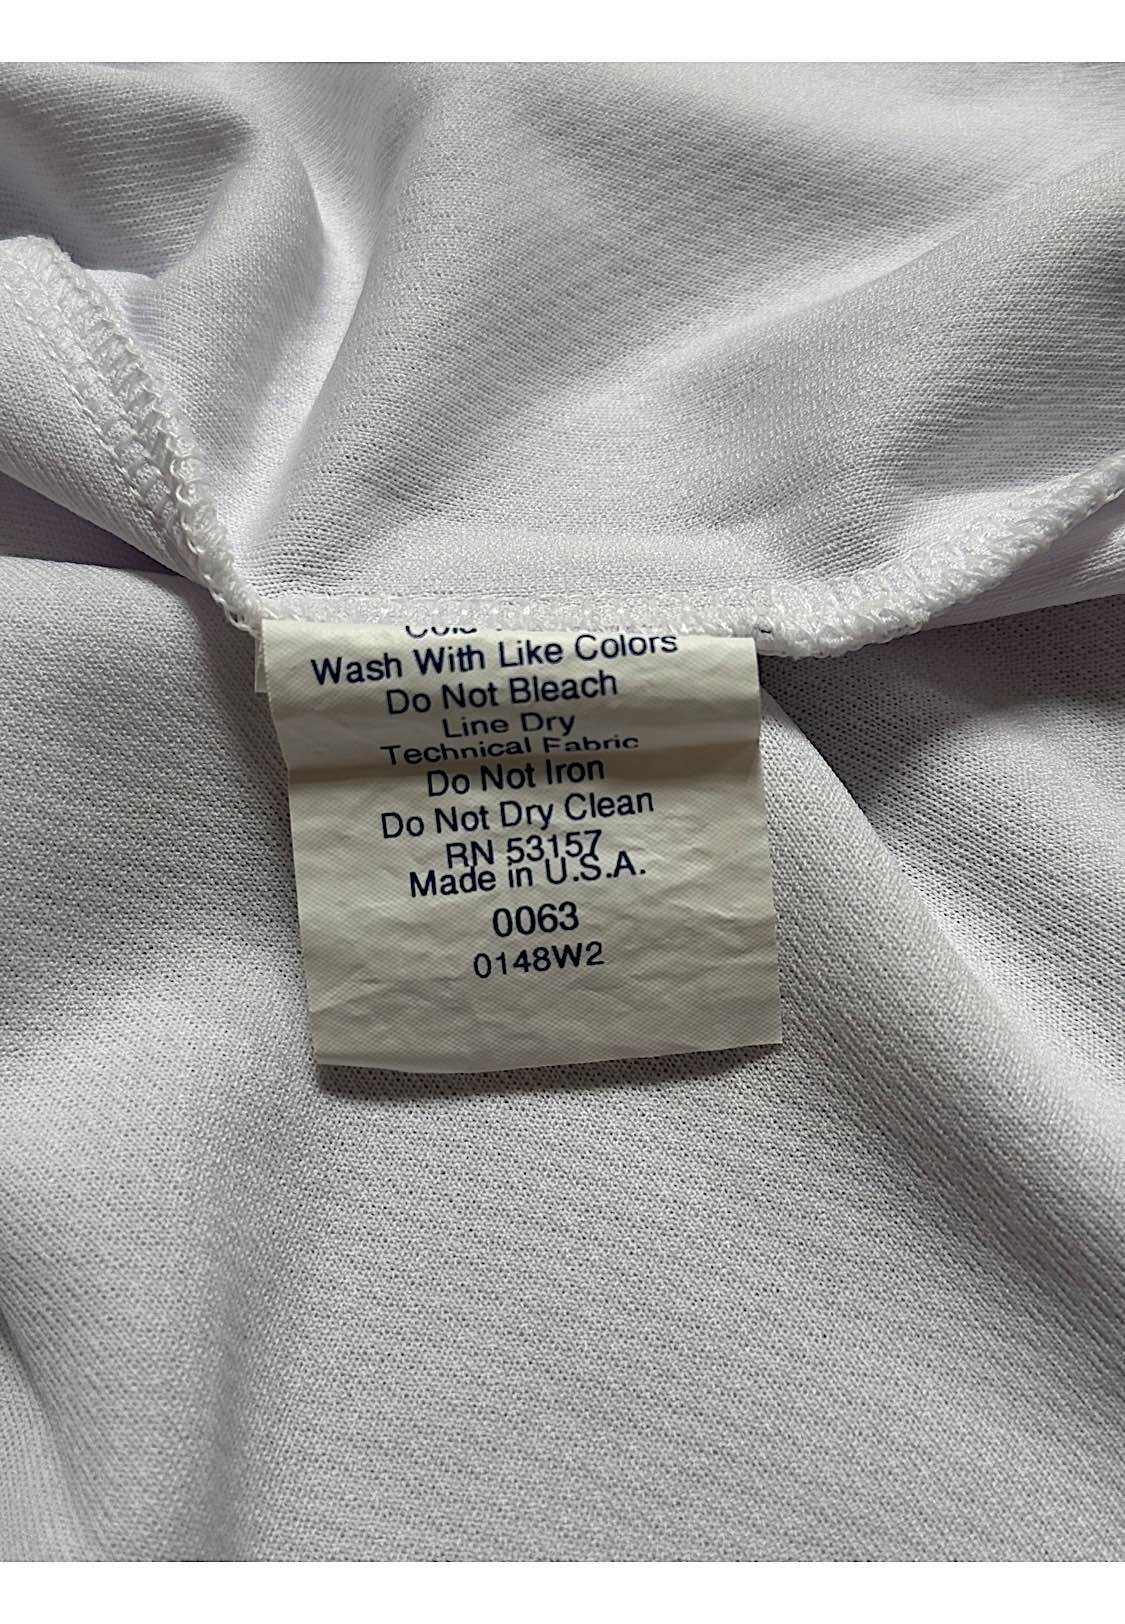 Wash With Like Colors
Do Not Bleach
Line Dry
Technical Fabric
Do Not Iron
Do Not Dry Clean
RN 53157
Made in U.S.A.
0063
0148W2